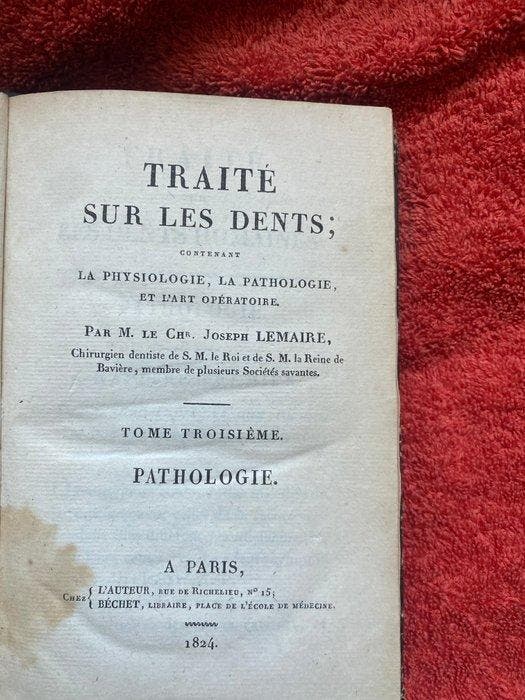 TRAITÉ
SUR LES DENTS;
CONTENANT
LA PHYSIOLOGIE, LA PATHOLOGIE,
ET L'ART OPÉRATOIRE.
PAR M. LE CHR. JOSEPH LEMAIRE,
Chirurgien dentiste de S. M. le Roi et de S. M. la Reine de
Bavière, membre de plusieurs Sociétés savantes.
TOME TROISIÈME.
PATHOLOGIE.
A PARIS,
CHEZ { L'AUTEUR, RUE DE RICHELIEU, N° 15;
BÉCHET, LIBRAIRE, PLACE DE L'ÉCOLE DE MÉDECINE.
1824.